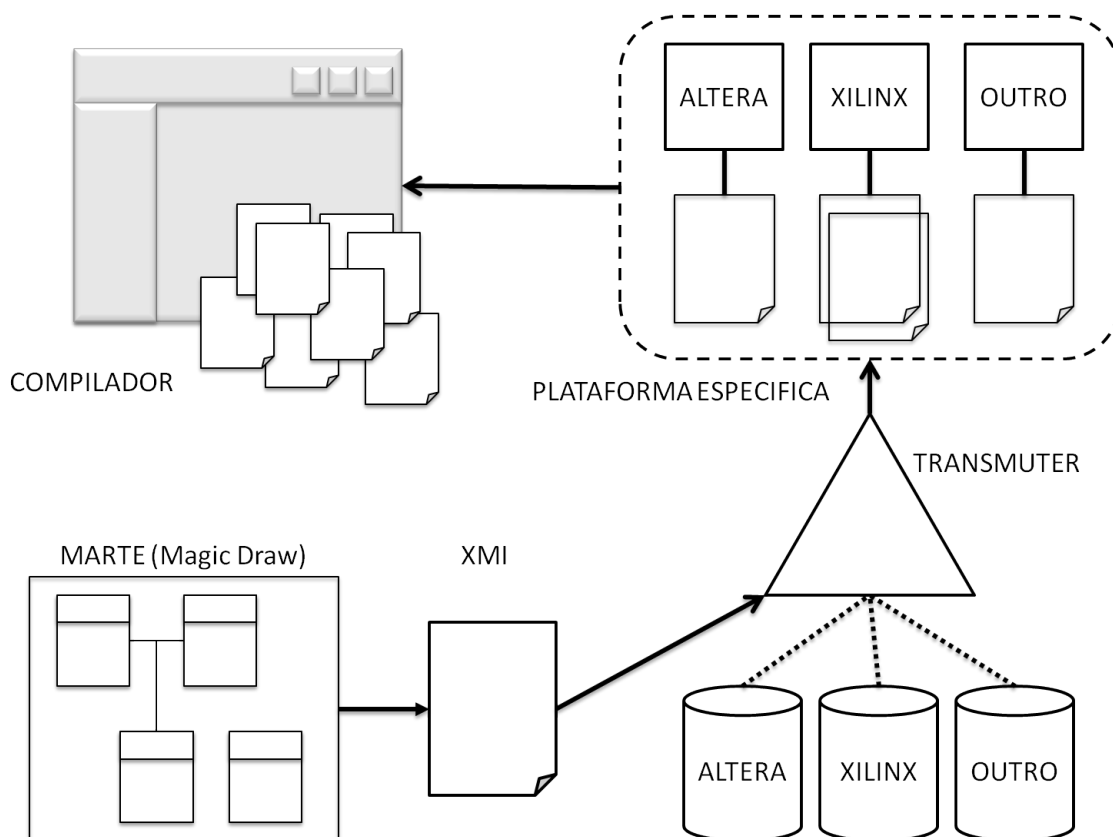 ALTERA
XILINX
OUTRO
COMPILADOR
PLATAFORMA ESPECIFICA
TRANSMUTER
MARTE (Magic Draw)
XMI
ALTERA
XILINX
OUTRO